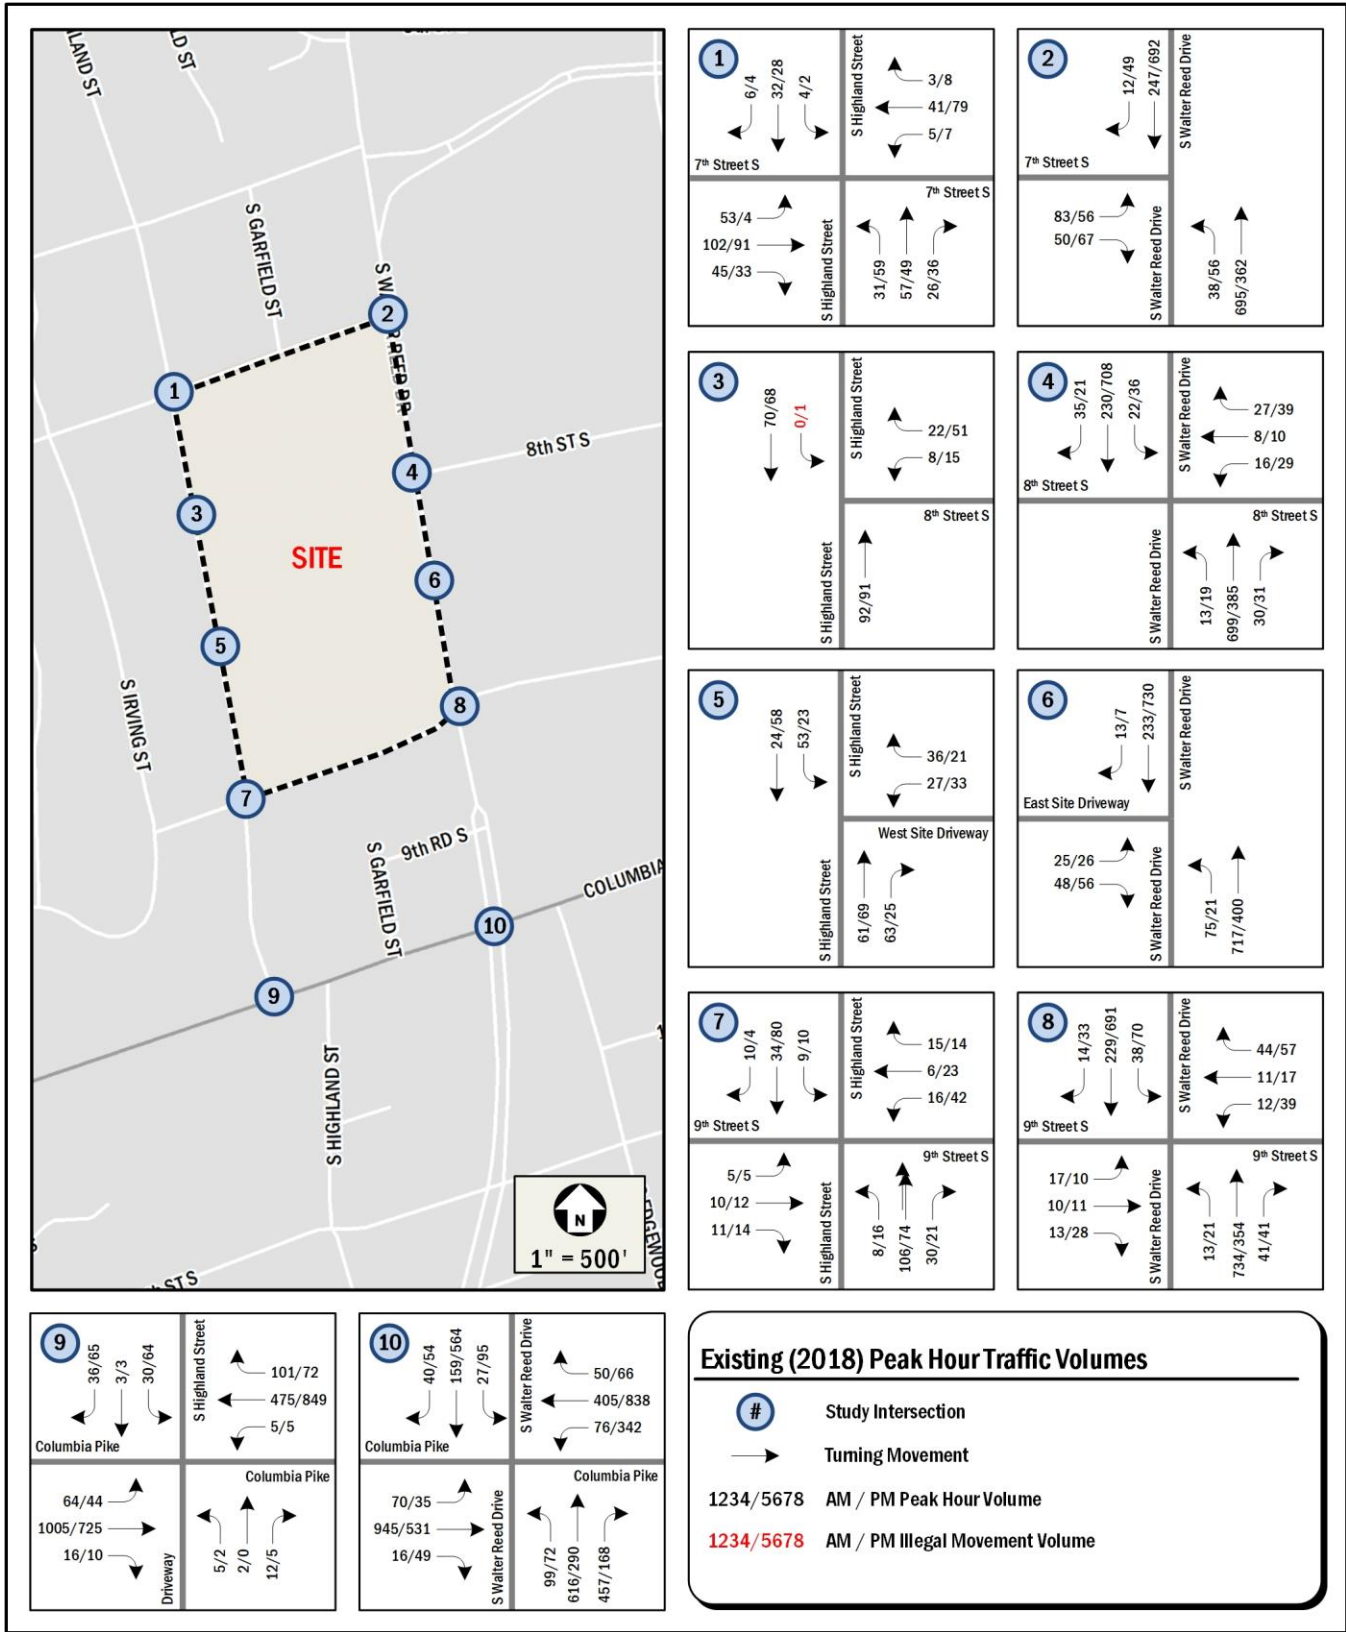 LAND ST
LD ST
S GARFIELD ST
S W
R REED DR
8th ST S
SITE
S IRVING ST
9th RD S
S GARFIELD ST
COLUMBIA
S HIGHLAND ST
EDGEWOOD
ST S
N
1" = 500'
1
2
3
4
5
6
7
8
9
10
1
6/4
32/28
4/2
S Highland Street
3/8
41/79
5/7
7th Street S
7th Street S
53/4
102/91
45/33
S Highland Street
31/59
57/49
26/36
2
12/49
247/692
S Walter Reed Drive
7th Street S
83/56
50/67
S Walter Reed Drive
38/56
695/362
3
70/68
0/1
S Highland Street
22/51
8/15
8th Street S
S Highland Street
92/91
4
35/21
230/708
22/36
S Walter Reed Drive
27/39
8/10
16/29
8th Street S
8th Street S
S Walter Reed Drive
13/19
699/385
30/31
5
24/58
53/23
S Highland Street
36/21
27/33
West Site Driveway
S Highland Street
61/69
63/25
6
13/7
233/730
S Walter Reed Drive
East Site Driveway
25/26
48/56
S Walter Reed Drive
75/21
717/400
7
10/4
34/80
9/10
S Highland Street
15/14
6/23
16/42
9th Street S
9th Street S
5/5
10/12
11/14
S Highland Street
8/16
106/74
30/21
8
14/33
229/691
38/70
S Walter Reed Drive
44/57
11/17
12/39
9th Street S
9th Street S
17/10
10/11
13/28
S Walter Reed Drive
13/21
734/354
41/41
9
36/65
3/3
30/64
S Highland Street
101/72
475/849
5/5
Columbia Pike
Columbia Pike
64/44
1005/725
16/10
Driveway
5/2
2/0
12/5
10
40/54
159/564
27/95
S Walter Reed Drive
50/66
405/838
76/342
Columbia Pike
Columbia Pike
70/35
945/531
16/49
S Walter Reed Drive
99/72
616/290
457/168
Existing (2018) Peak Hour Traffic Volumes
# Study Intersection
Turning Movement
1234/5678 AM / PM Peak Hour Volume
1234/5678 AM / PM Illegal Movement Volume